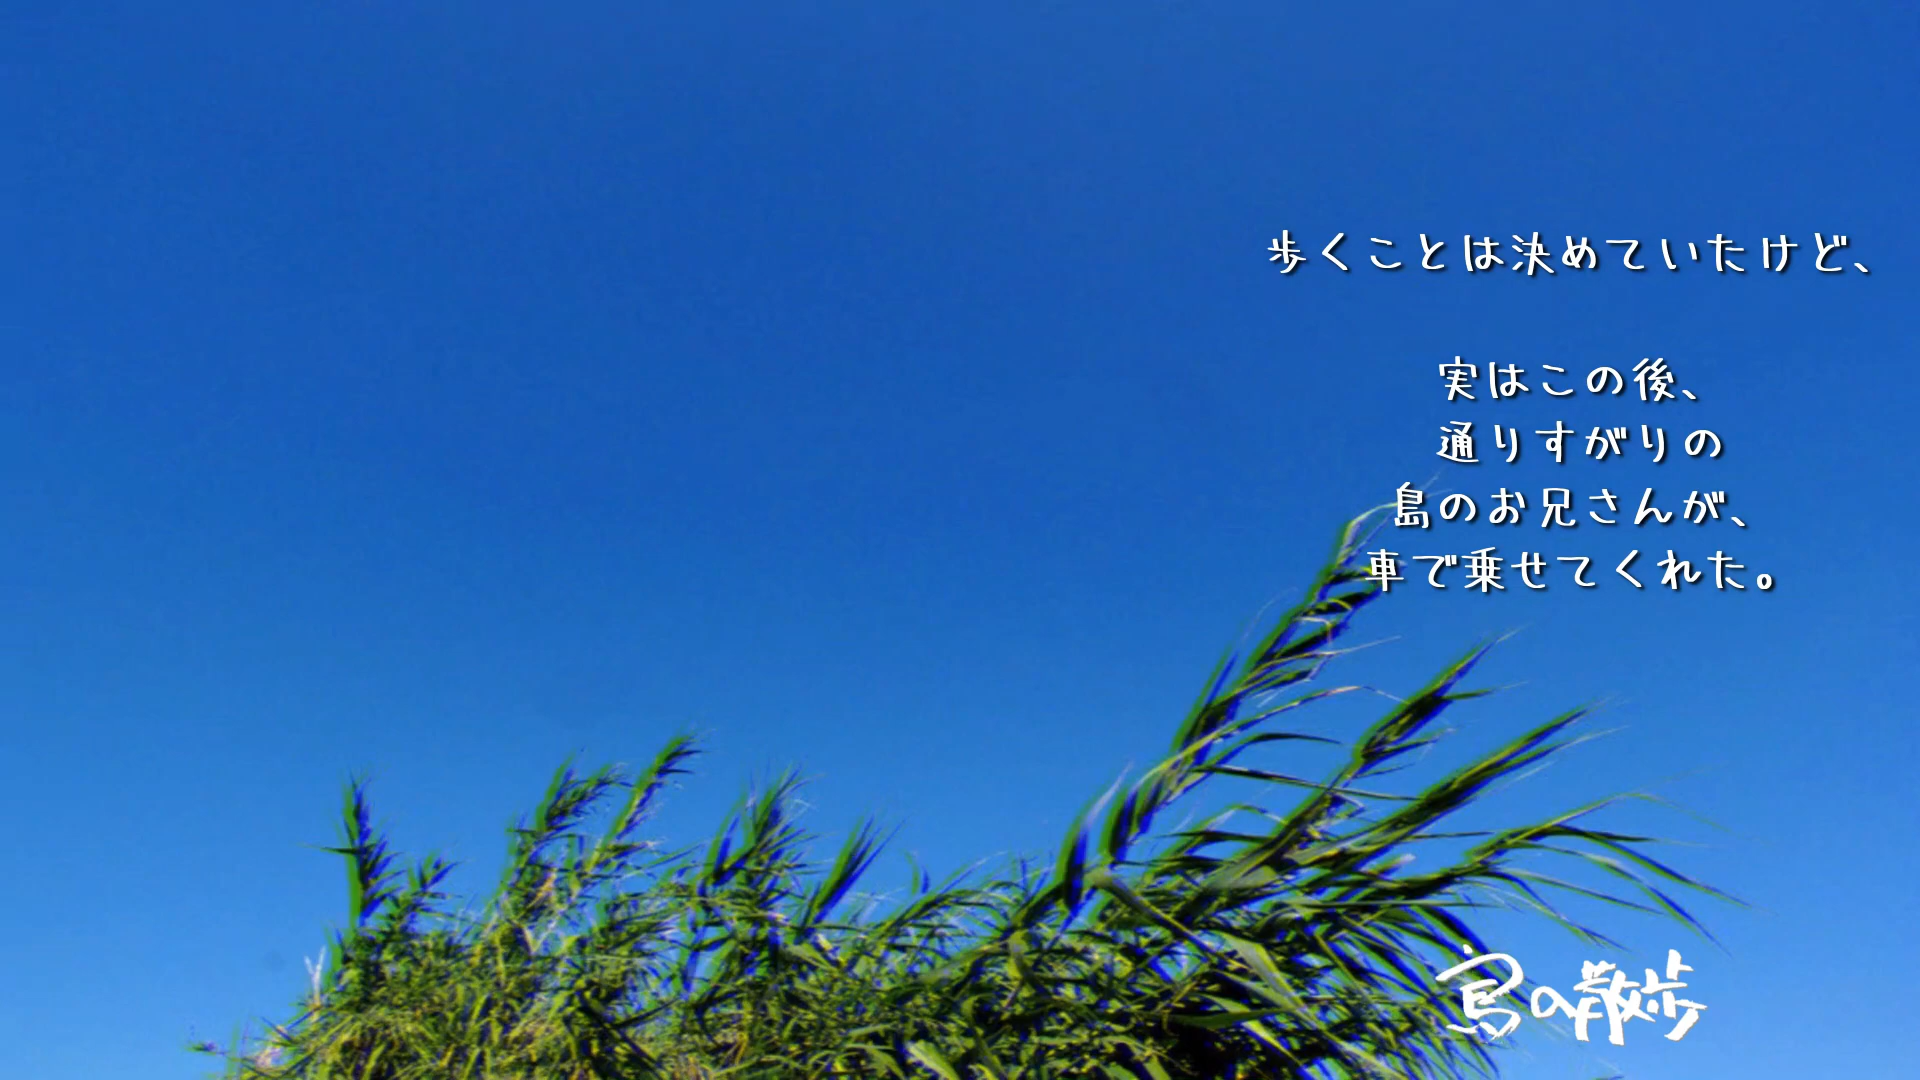 歩くことは決めていたけど、
実はこの後、
通りすがりの
島のお兄さんが、
車で乗せてくれた。
島の散歩